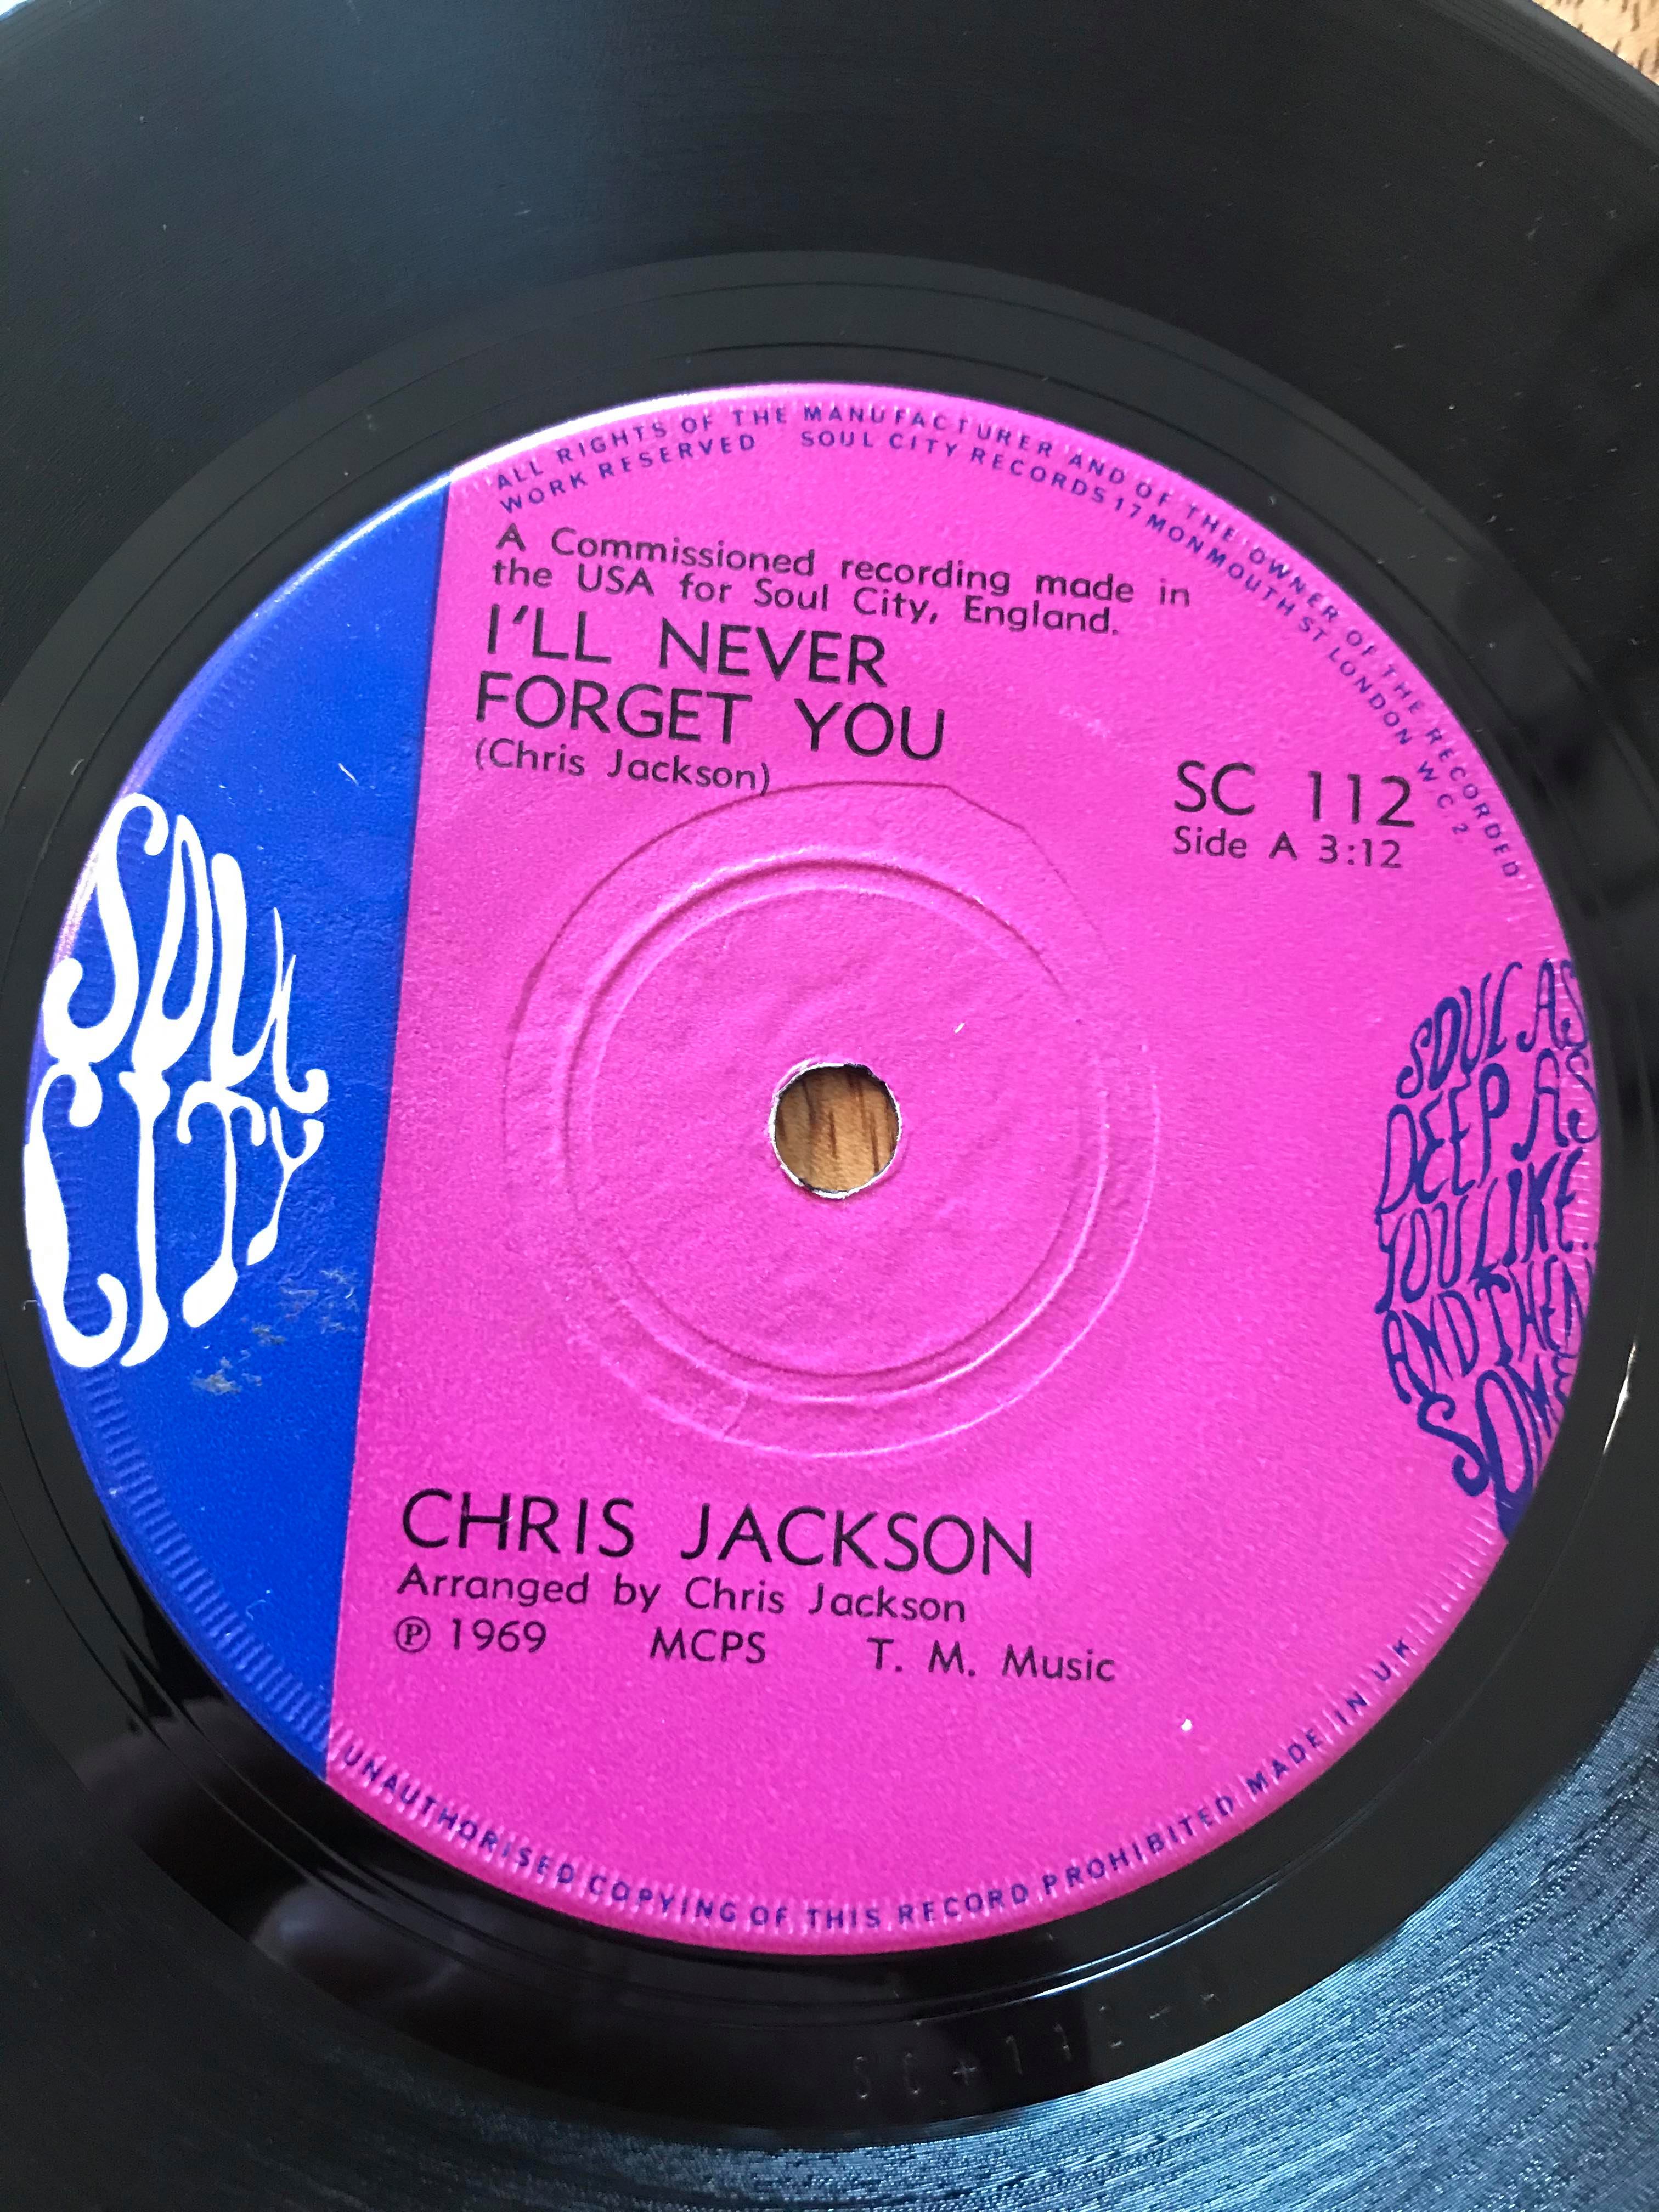 ALL RIGHTS OF THE MANUFACTURER AND OF THE OWNER OF THE RECORDED
WORK RESERVED SOUL CITY RECORDS 17 MONMOUTH ST LONDON W.C.2
A Commissioned recording made in
the USA for Soul City, England.
I'LL NEVER
FORGET YOU
(Chris Jackson)
SC 112
Side A 3:12
SOUL
CITY
SOUL AS
DEEP AS
YOU LIKE..
AND THEN
SOME
CHRIS JACKSON
Arranged by Chris Jackson
℗ 1969 MCPS T. M. Music
UNAUTHORISED COPYING OF THIS RECORD PROHIBITED MADE IN U.K
SC+112-A